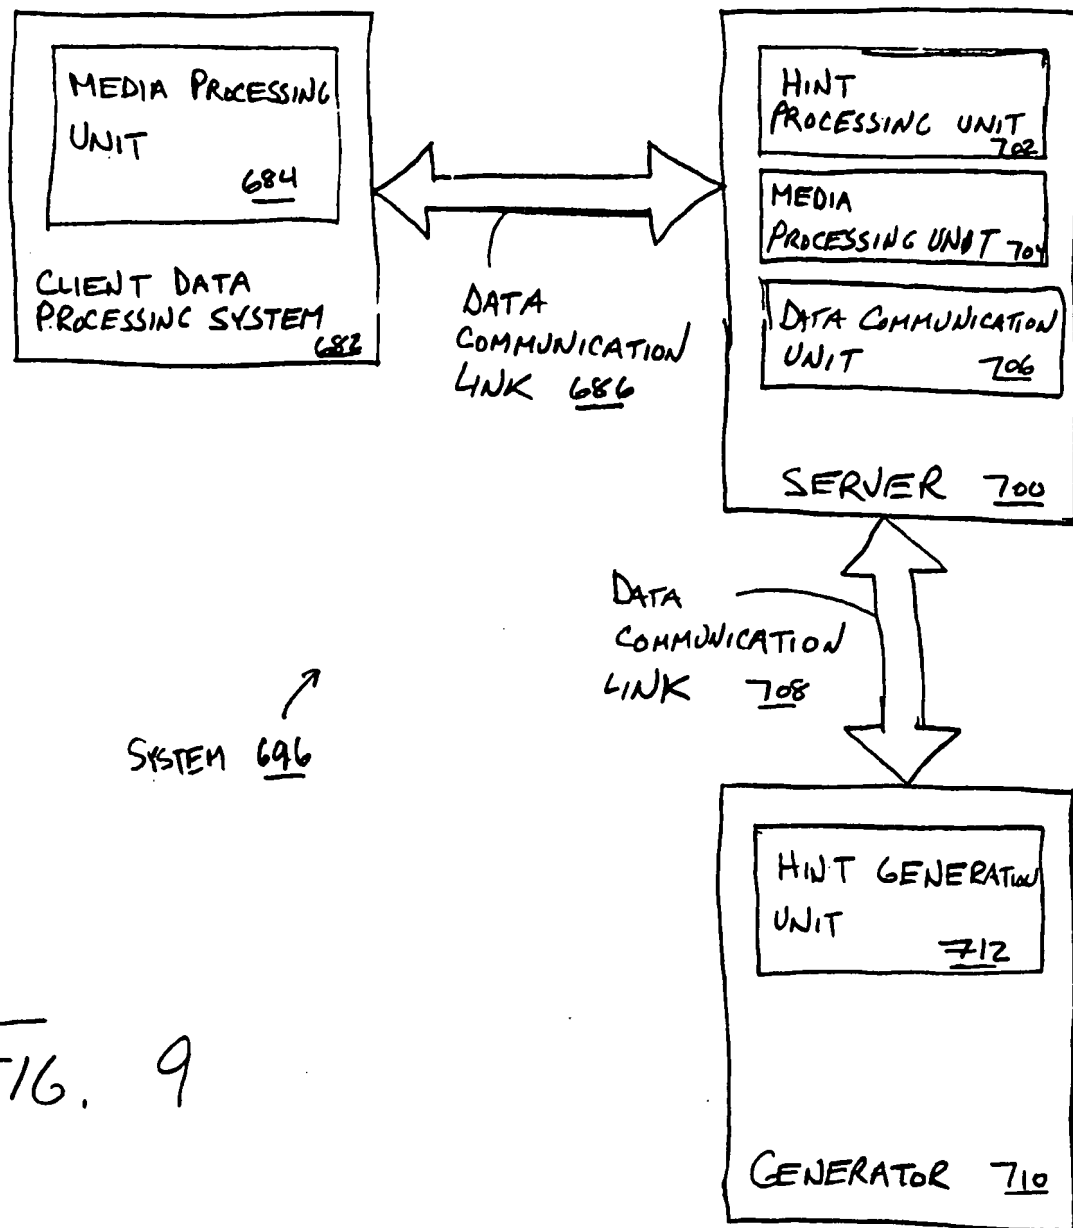 MEDIA PROCESSING
UNIT
684
CLIENT DATA
PROCESSING SYSTEM
682
DATA
COMMUNICATION
LINK 686
HINT
PROCESSING UNIT
702
MEDIA
PROCESSING UNIT 704
DATA COMMUNICATION
UNIT 706
SERVER 700
DATA
COMMUNICATION
LINK 708
SYSTEM 696
HINT GENERATION
UNIT
712
GENERATOR 710
FIG. 9